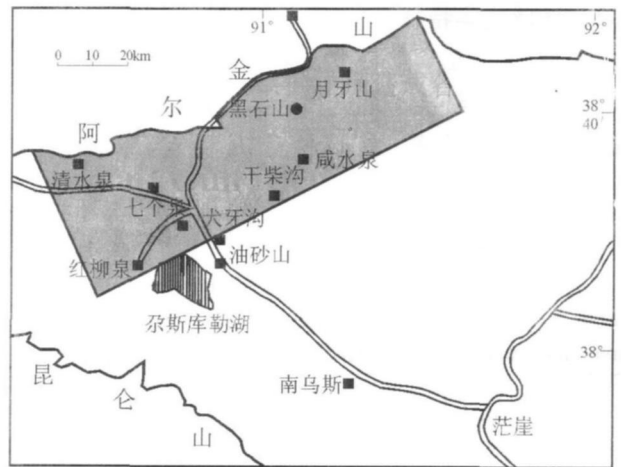 91°
92°
山
0 10 20km
金
月牙山
尔
黑石山
38°
40′
阿
咸水泉
清水泉
干柴沟
七个泉
犬牙沟
红柳泉
油砂山
尕斯库勒湖
38°
昆
南乌斯
仑
茫崖
山